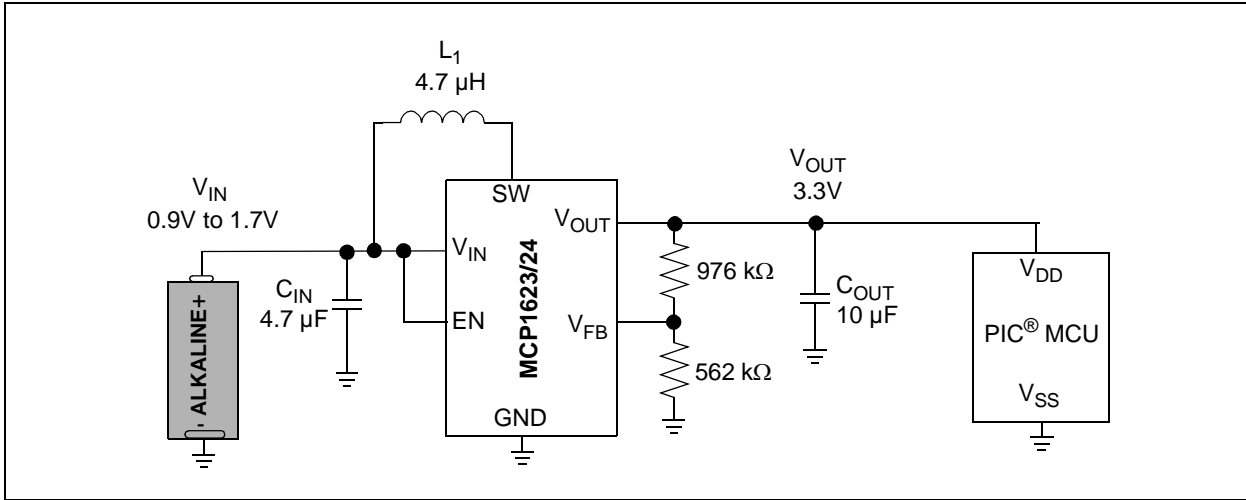 L1
4.7 µH
VIN
0.9V to 1.7V
- ALKALINE+
CIN
4.7 µF
SW
VIN
EN
MCP1623/24
VOUT
VFB
GND
976 kΩ
562 kΩ
VOUT
3.3V
COUT
10 µF
VDD
PIC® MCU
VSS